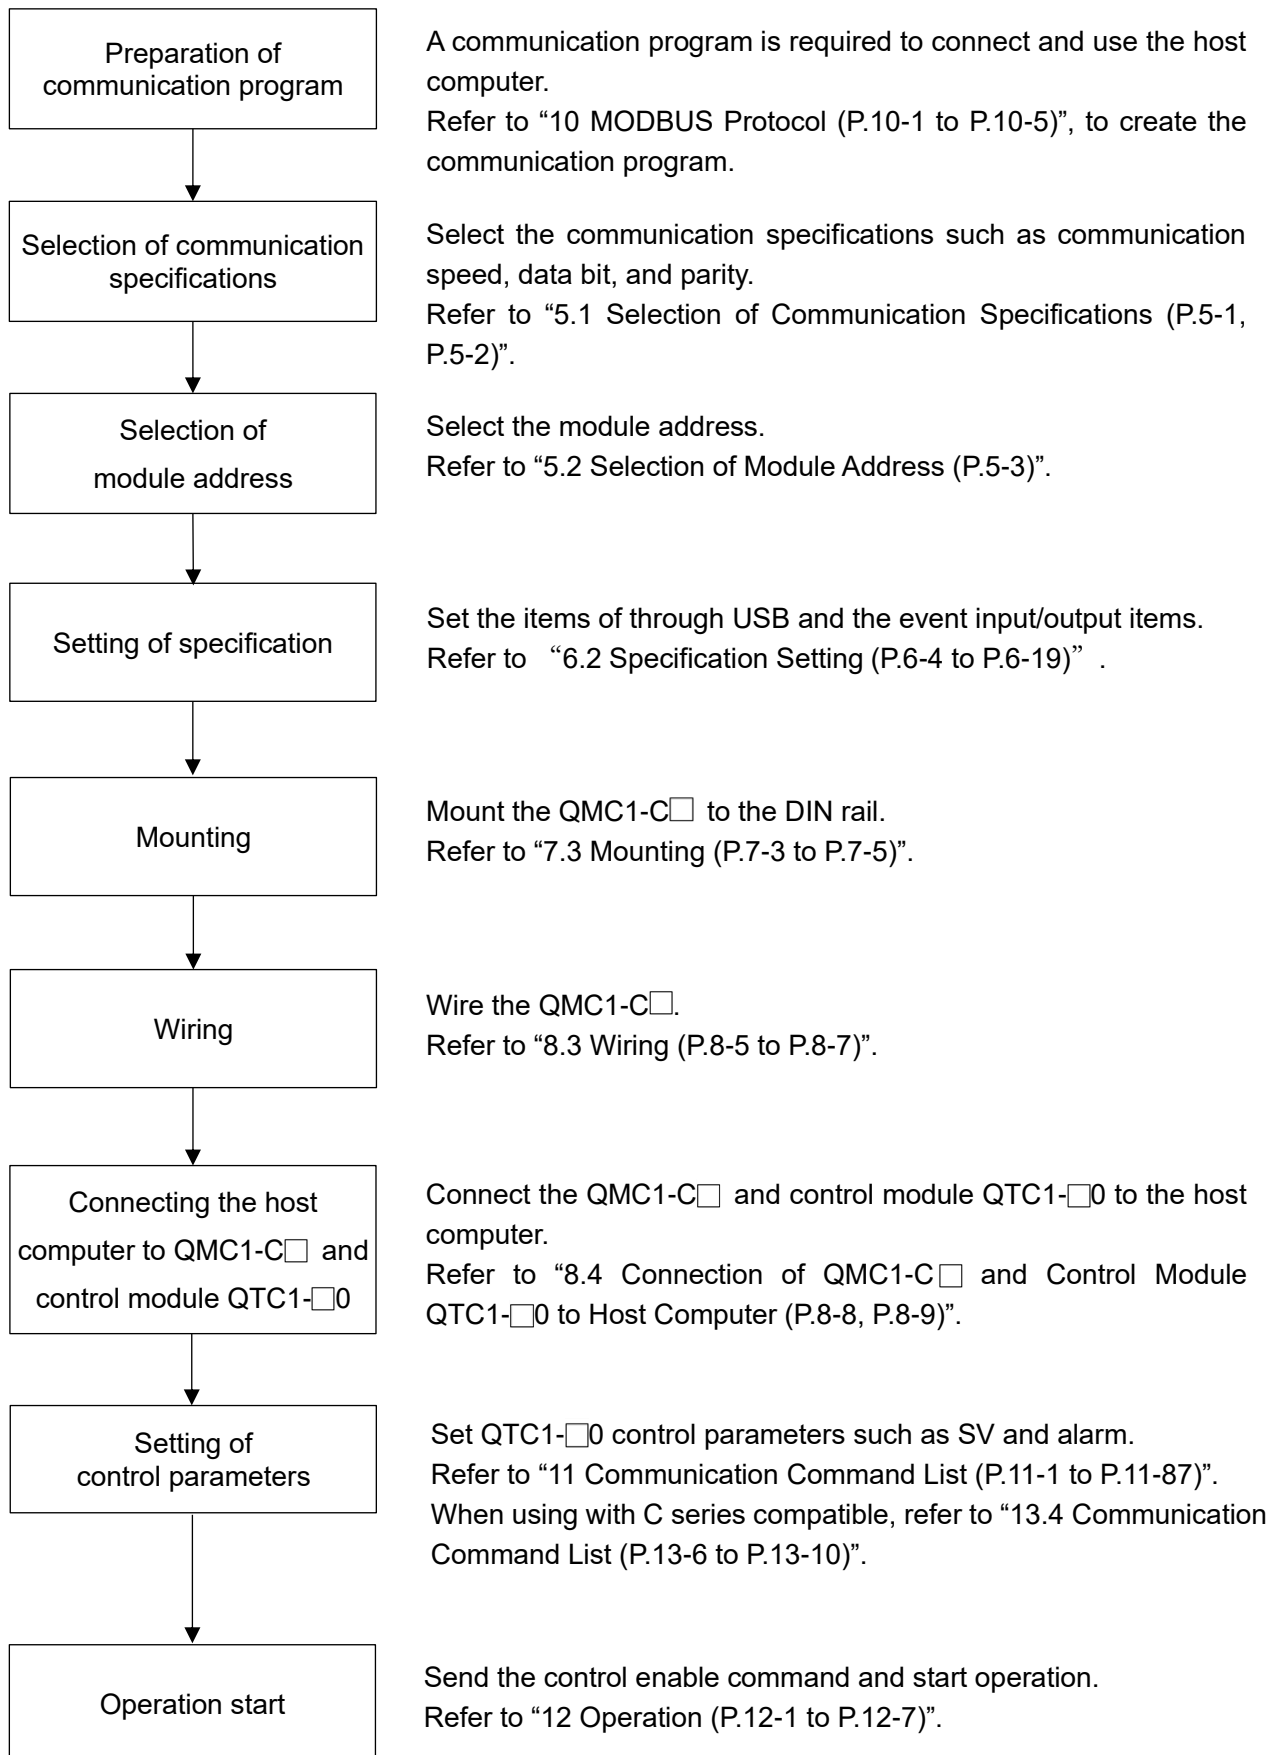 Preparation of
communication program
A communication program is required to connect and use the host
computer.
Refer to “10 MODBUS Protocol (P.10-1 to P.10-5)”, to create the
communication program.
Selection of communication
specifications
Select the communication specifications such as communication
speed, data bit, and parity.
Refer to “5.1 Selection of Communication Specifications (P.5-1,
P.5-2)”.
Selection of
module address
Select the module address.
Refer to “5.2 Selection of Module Address (P.5-3)”.
Setting of specification
Set the items of through USB and the event input/output items.
Refer to “6.2 Specification Setting (P.6-4 to P.6-19)” .
Mounting
Mount the QMC1-C□ to the DIN rail.
Refer to “7.3 Mounting (P.7-3 to P.7-5)”.
Wiring
Wire the QMC1-C□.
Refer to “8.3 Wiring (P.8-5 to P.8-7)”.
Connecting the host
computer to QMC1-C□ and
control module QTC1-□0
Connect the QMC1-C□ and control module QTC1-□0 to the host
computer.
Refer to “8.4 Connection of QMC1-C□ and Control Module
QTC1-□0 to Host Computer (P.8-8, P.8-9)”.
Setting of
control parameters
Set QTC1-□0 control parameters such as SV and alarm.
Refer to “11 Communication Command List (P.11-1 to P.11-87)”.
When using with C series compatible, refer to “13.4 Communication
Command List (P.13-6 to P.13-10)”.
Operation start
Send the control enable command and start operation.
Refer to “12 Operation (P.12-1 to P.12-7)”.